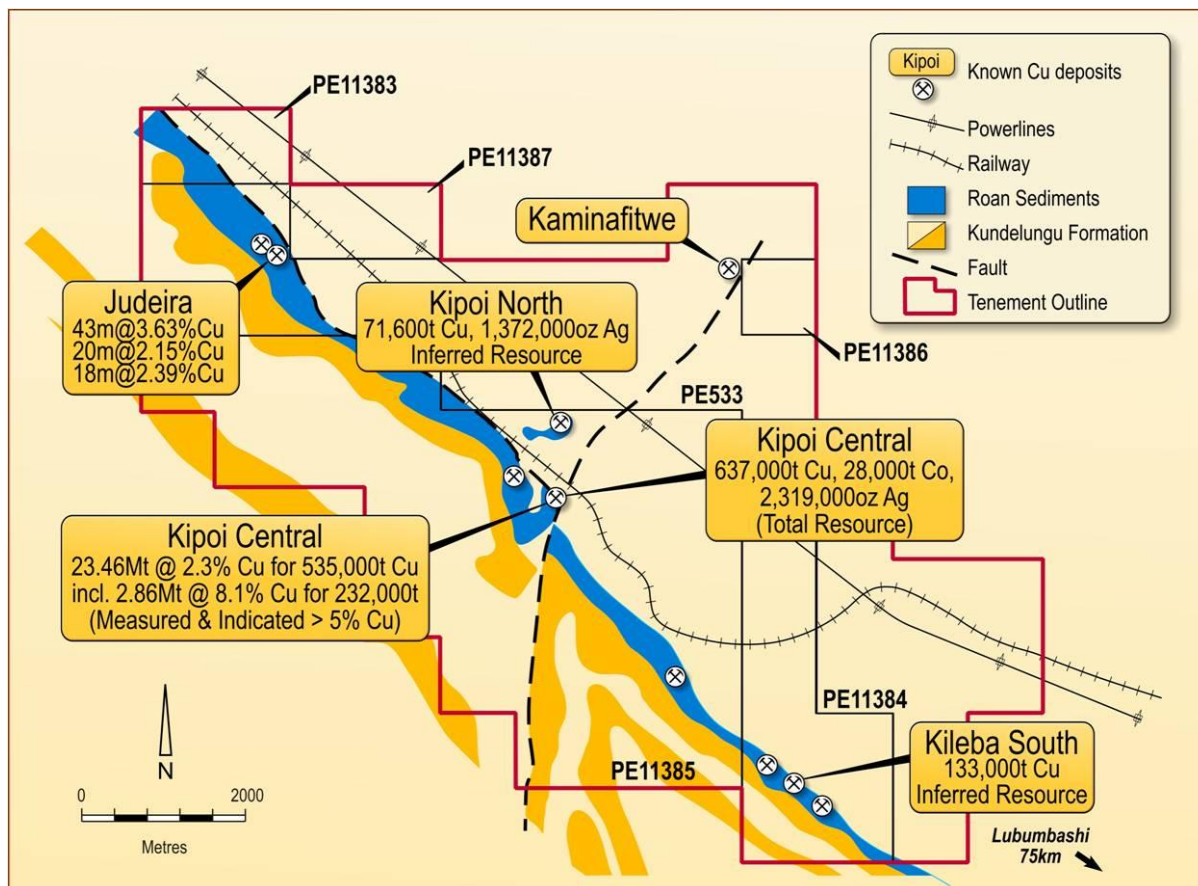 PE11383
PE11387
Kaminafitwe
Kipoi
Known Cu deposits
Powerlines
Railway
Roan Sediments
Kundelungu Formation
Fault
Tenement Outline
Judeira
43m@3.63%Cu
20m@2.15%Cu
18m@2.39%Cu
Kipoi North
71,600t Cu, 1,372,000oz Ag
Inferred Resource
PE11386
PE533
Kipoi Central
637,000t Cu, 28,000t Co,
2,319,000oz Ag
(Total Resource)
Kipoi Central
23.46Mt @ 2.3% Cu for 535,000t Cu
incl. 2.86Mt @ 8.1% Cu for 232,000t
(Measured & Indicated > 5% Cu)
PE11384
Kileba South
133,000t Cu
Inferred Resource
PE11385
N
0 2000
Metres
Lubumbashi
75km